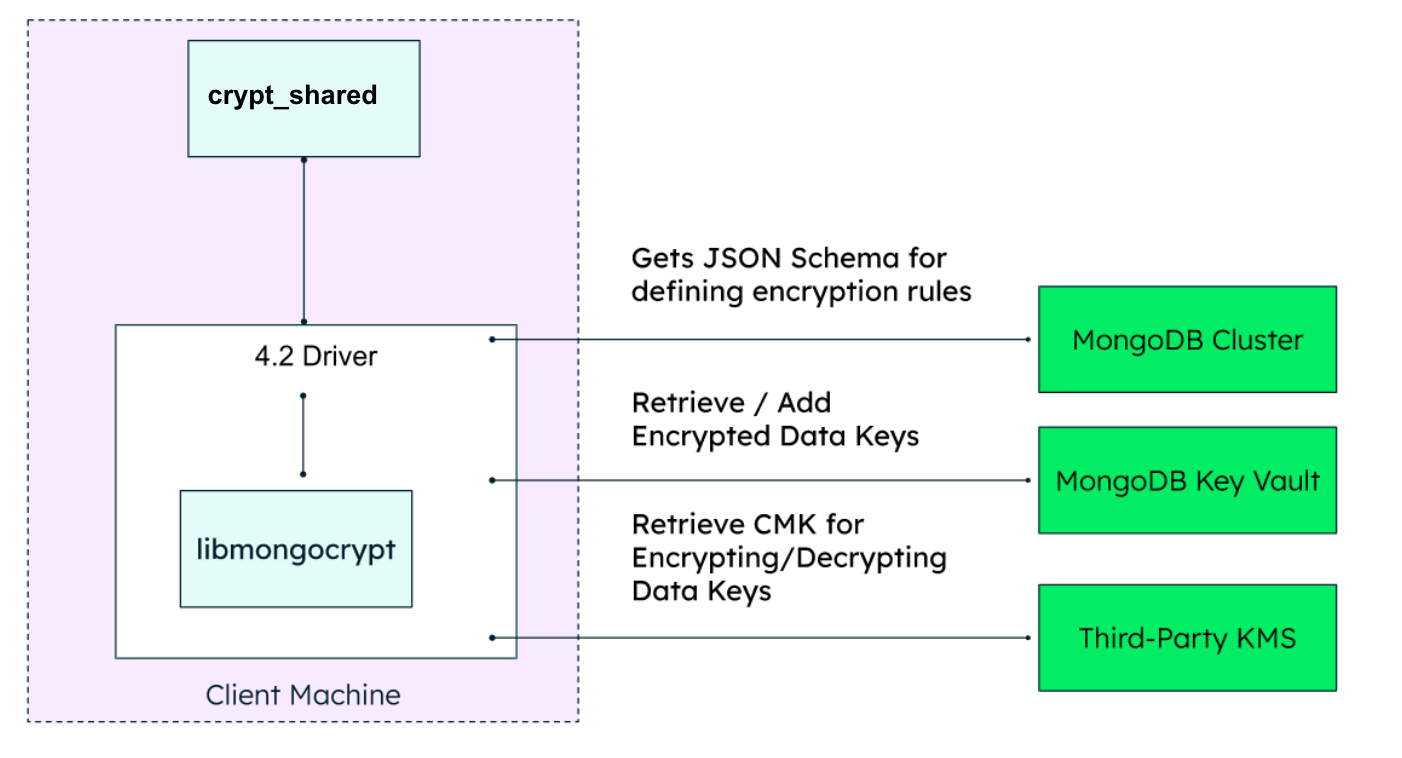 crypt_shared
Gets JSON Schema for
defining encryption rules
MongoDB Cluster
4.2 Driver
Retrieve / Add
Encrypted Data Keys
MongoDB Key Vault
libmongocrypt
Retrieve CMK for
Encrypting/Decrypting
Data Keys
Third-Party KMS
Client Machine